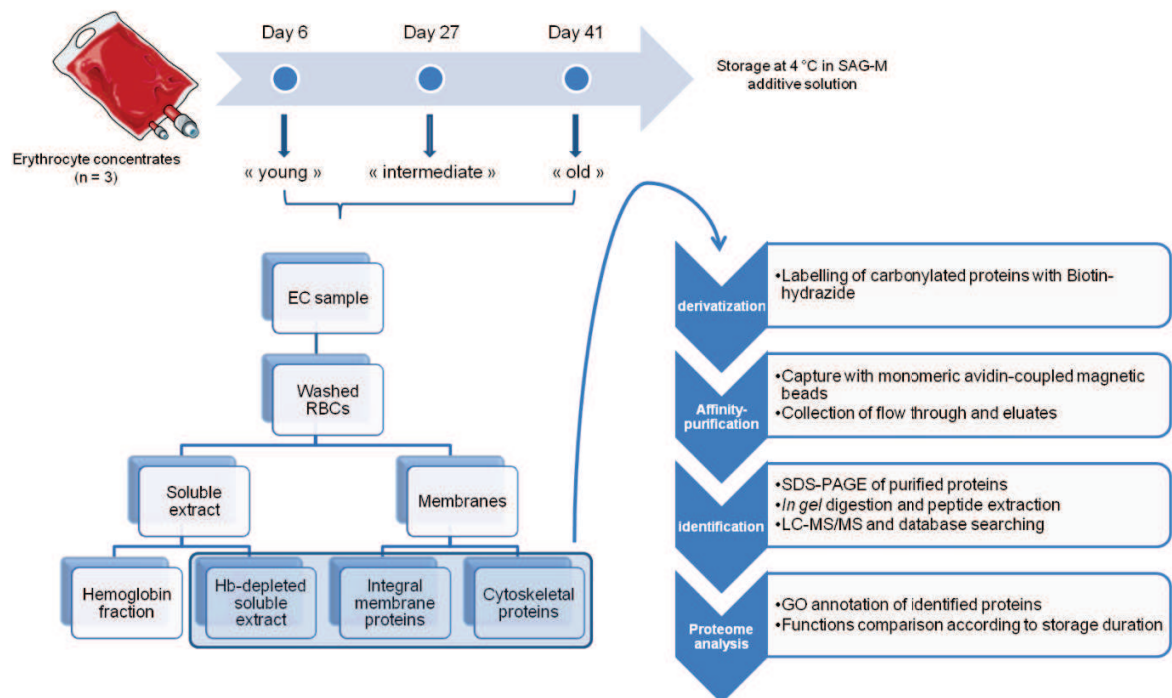 Day 6
Day 27
Day 41
Storage at 4 °C in SAG-M
additive solution
Erythrocyte concentrates
(n = 3)
« young »
« intermediate »
« old »
EC sample
Washed
RBCs
Soluble
extract
Membranes
Hemoglobin
fraction
Hb-depleted
soluble
extract
Integral
membrane
proteins
Cytoskeletal
proteins
derivatization
•Labelling of carbonylated proteins with Biotin-
hydrazide
Affinity-
purification
•Capture with monomeric avidin-coupled magnetic
beads
•Collection of flow through and eluates
identification
•SDS-PAGE of purified proteins
•In gel digestion and peptide extraction
•LC-MS/MS and database searching
Proteome
analysis
•GO annotation of identified proteins
•Functions comparison according to storage duration